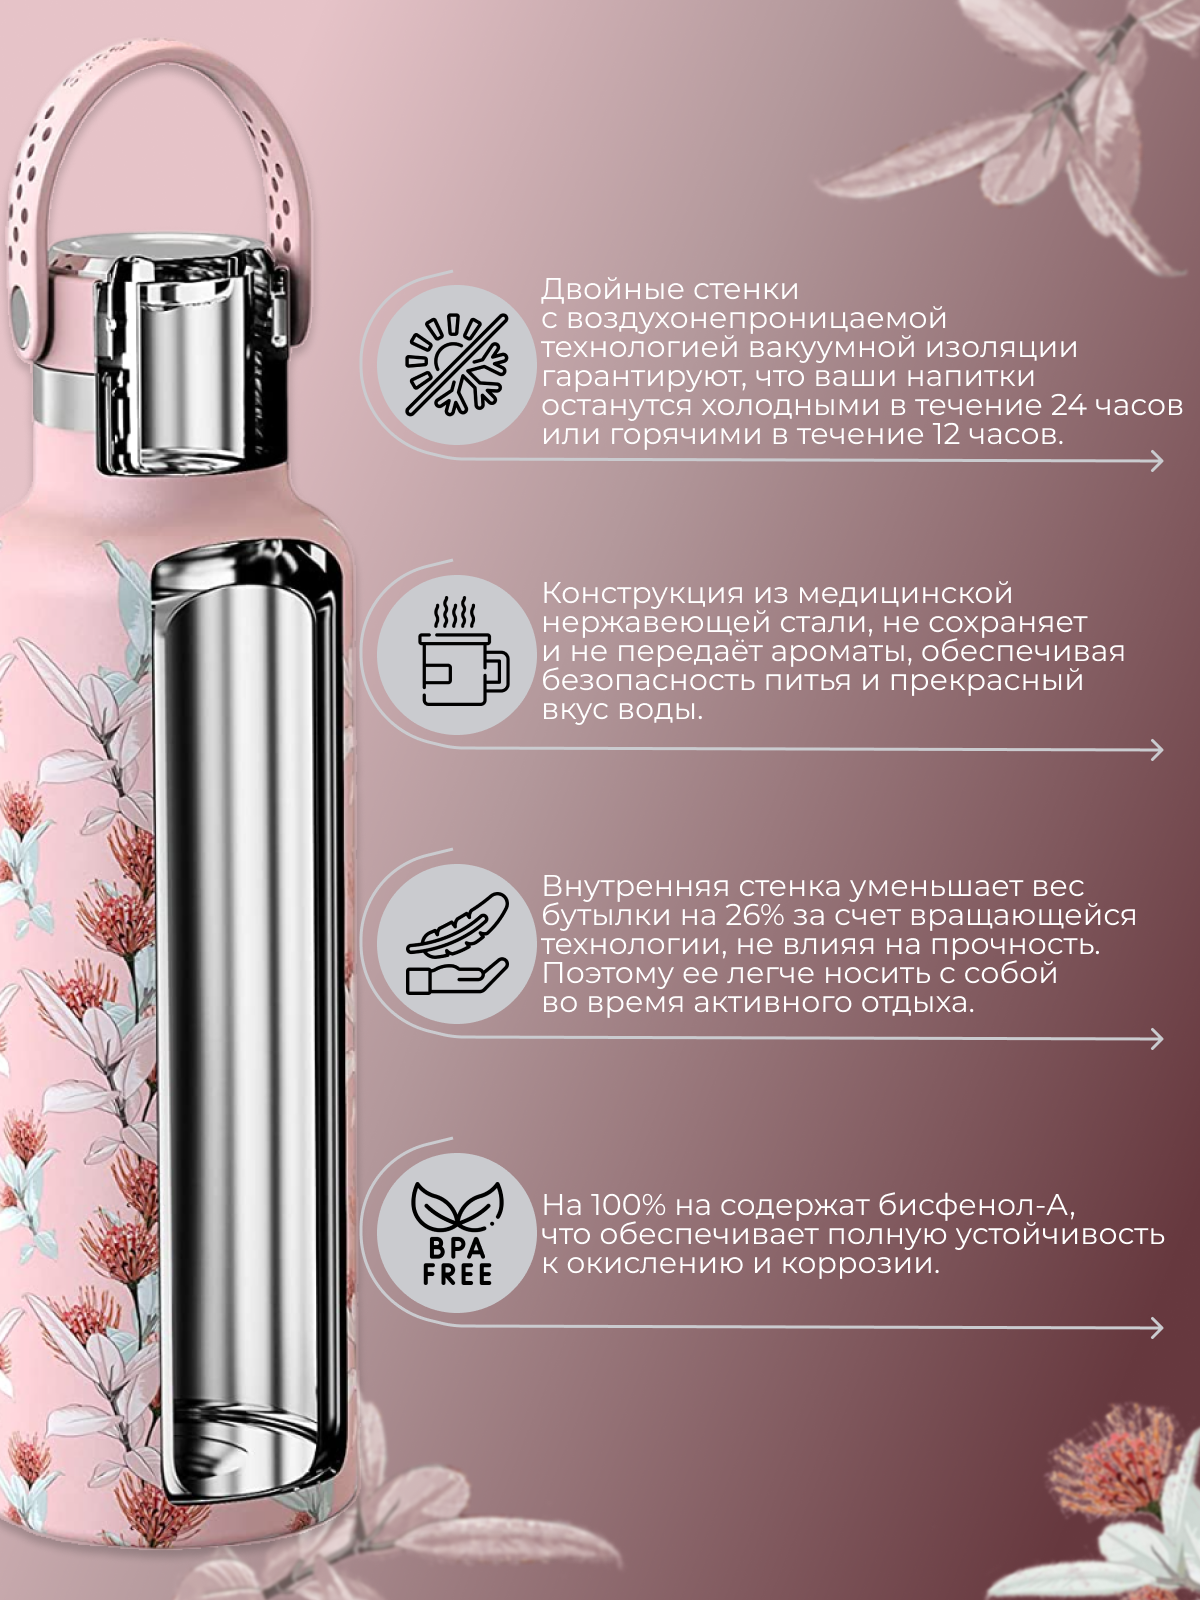 Двойные стенки
с воздухонепроницаемой
технологией вакуумной изоляции
гарантируют, что ваши напитки
останутся холодными в течение 24 часов
или горячими в течение 12 часов.
Конструкция из медицинской
нержавеющей стали, не сохраняет
и не передаёт ароматы, обеспечивая
безопасность питья и прекрасный
вкус воды.
Внутренняя стенка уменьшает вес
бутылки на 26% за счет вращающейся
технологии, не влияя на прочность.
Поэтому ее легче носить с собой
во время активного отдыха.
BPA
FREE
На 100% на содержат бисфенол-А,
что обеспечивает полную устойчивость
к окислению и коррозии.